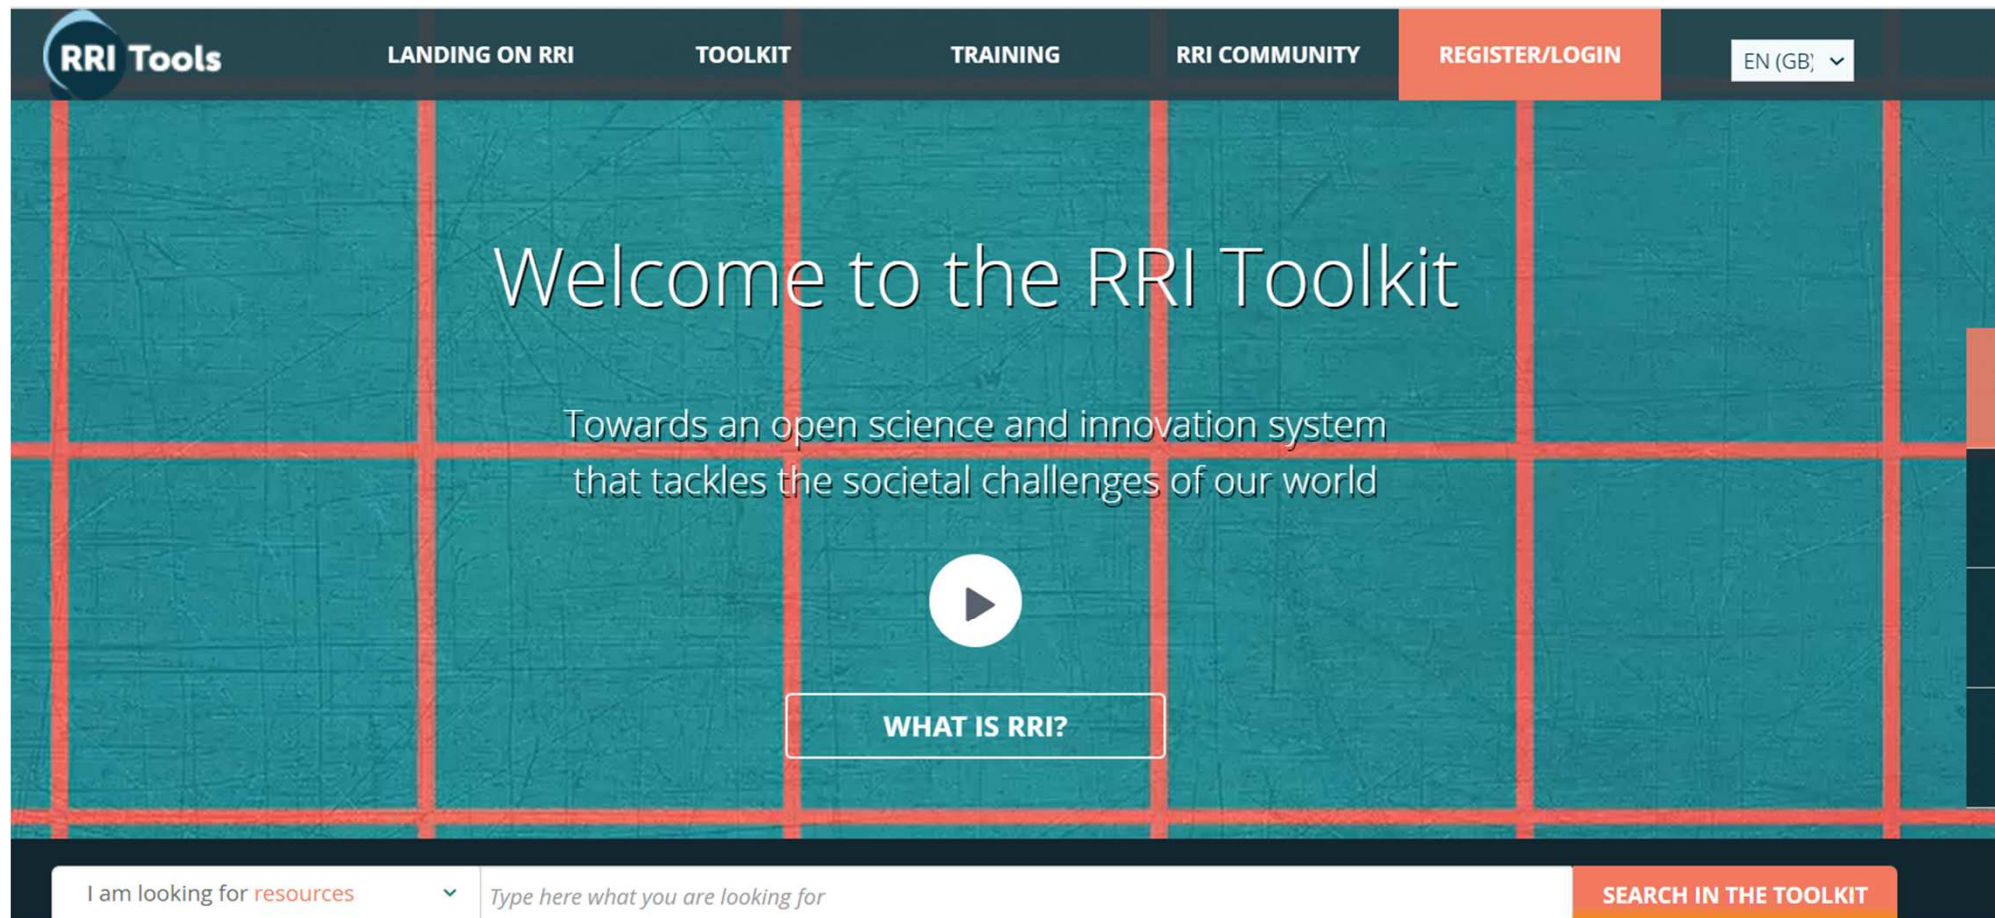 RRI Tools
LANDING ON RRI
TOOLKIT
TRAINING
RRI COMMUNITY
REGISTER/LOGIN
EN (GB)
Welcome to the RRI Toolkit
Towards an open science and innovation system
that tackles the societal challenges of our world
WHAT IS RRI?
I am looking for resources
Type here what you are looking for
SEARCH IN THE TOOLKIT